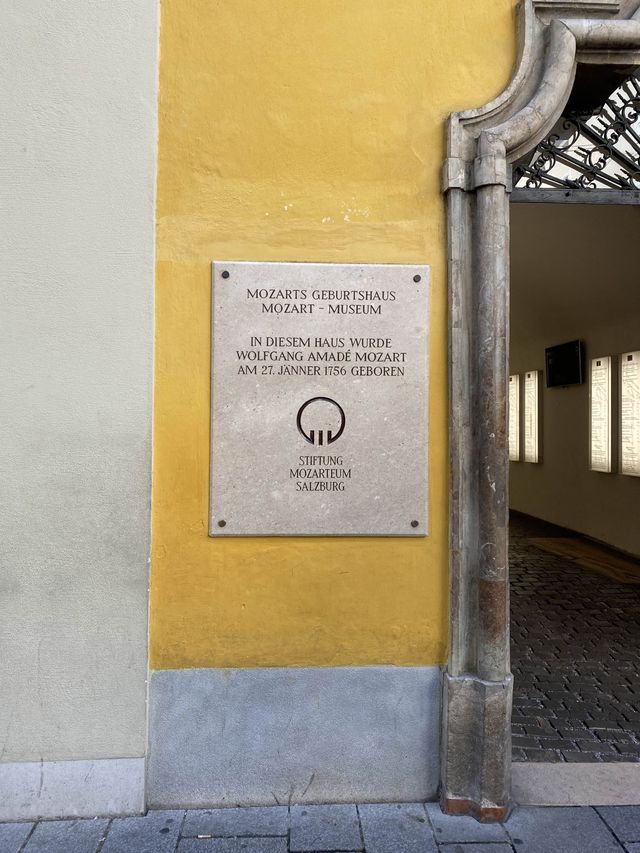 MOZARTS GEBURTSHAUS
MOZART - MUSEUM
IN DIESEM HAUS WURDE
WOLFGANG AMADÉ MOZART
AM 27. JÄNNER 1756 GEBOREN
STIFTUNG
MOZARTEUM
SALZBURG